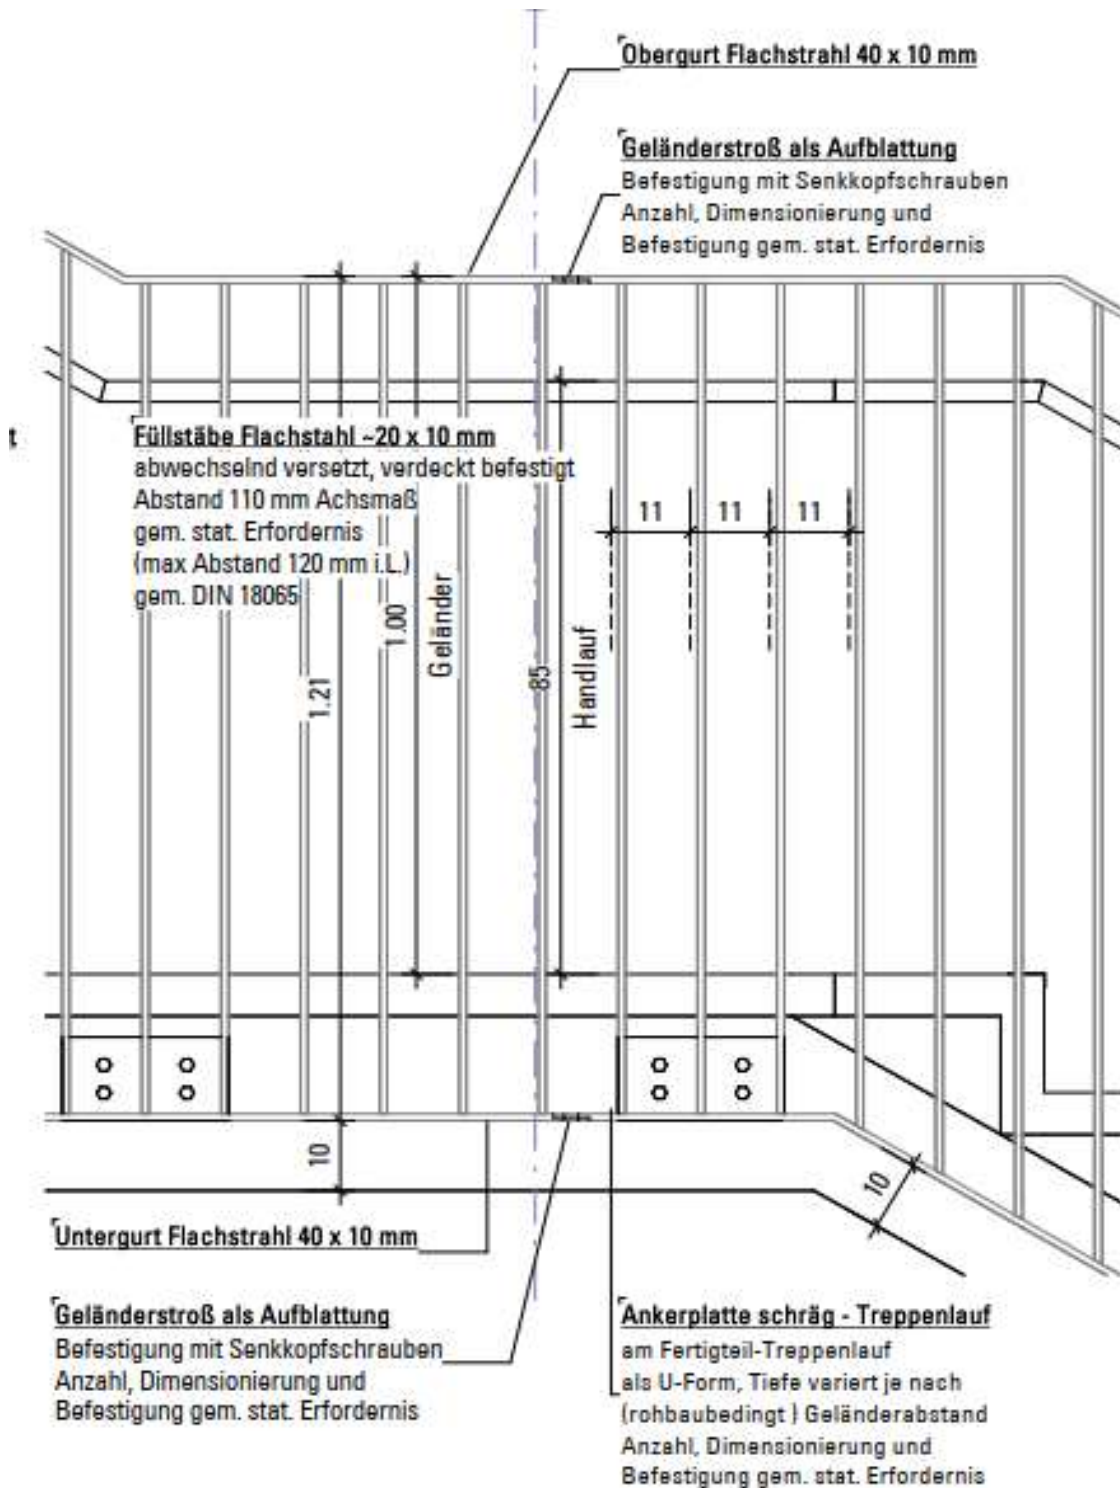 Obergurt Flachstrahl 40 x 10 mm
Geländerstroß als Aufblattung
Befestigung mit Senkkopfschrauben
Anzahl, Dimensionierung und
Befestigung gem. stat. Erfordernis
t
Füllstäbe Flachstahl ~20 x 10 mm
abwechselnd versetzt, verdeckt befestigt
Abstand 110 mm Achsmaß
gem. stat. Erfordernis
(max Abstand 120 mm i.L.)
gem. DIN 18065
11 11 11
1.21
1.00
Geländer
85
Handlauf
10
10
Untergurt Flachstrahl 40 x 10 mm
Geländerstroß als Aufblattung
Befestigung mit Senkkopfschrauben
Anzahl, Dimensionierung und
Befestigung gem. stat. Erfordernis
Ankerplatte schräg - Treppenlauf
am Fertigteil-Treppenlauf
als U-Form, Tiefe variert je nach
(rohbaubedingt ) Geländerabstand
Anzahl, Dimensionierung und
Befestigung gem. stat. Erfordernis